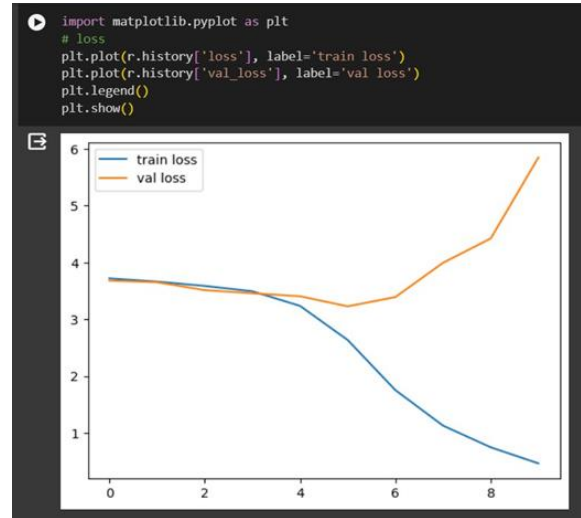 import matplotlib.pyplot as plt
# loss
plt.plot(r.history['loss'], label='train loss')
plt.plot(r.history['val_loss'], label='val loss')
plt.legend()
plt.show()
train loss
val loss
6
5
4
3
2
1
0 2 4 6 8